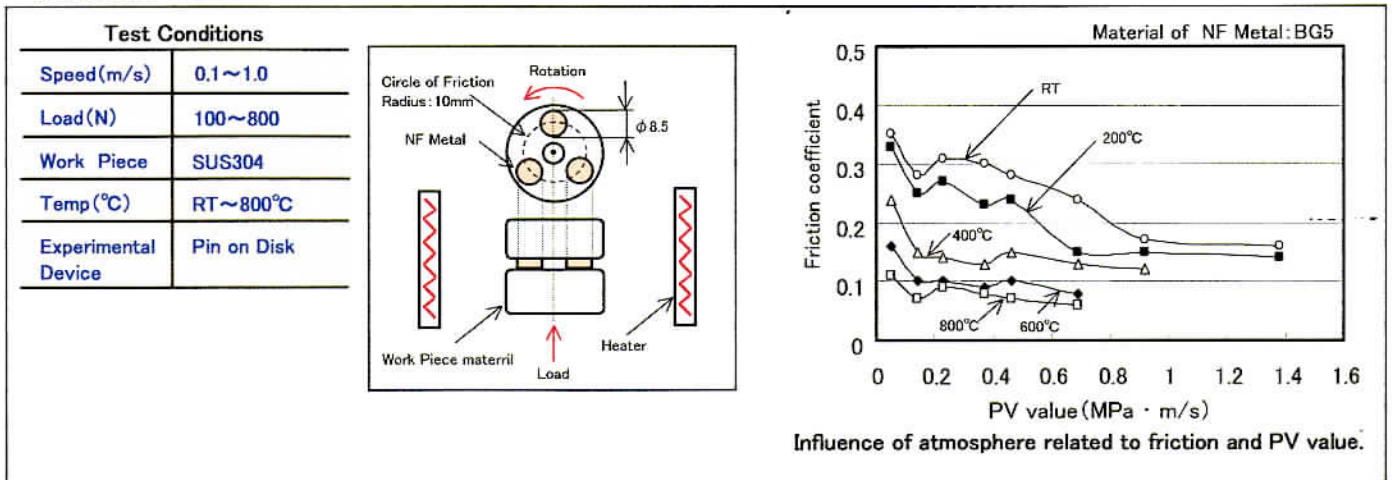 Test Conditions
Speed(m/s) 0.1~1.0
Load(N) 100~800
Work Piece SUS304
Temp(℃) RT~800℃
Experimental Device Pin on Disk
Rotation
Circle of Friction
Radius:10mm
φ8.5
NF Metal
Heater
Work Piece materril
Load
Material of NF Metal:BG5
0.5
0.4
0.3
0.2
0.1
0
Friction coefficient
RT
200℃
400℃
800℃
600℃
0 0.2 0.4 0.6 0.8 1 1.2 1.4 1.6
PV value(MPa・m/s)
Influence of atmosphere related to friction and PV value.